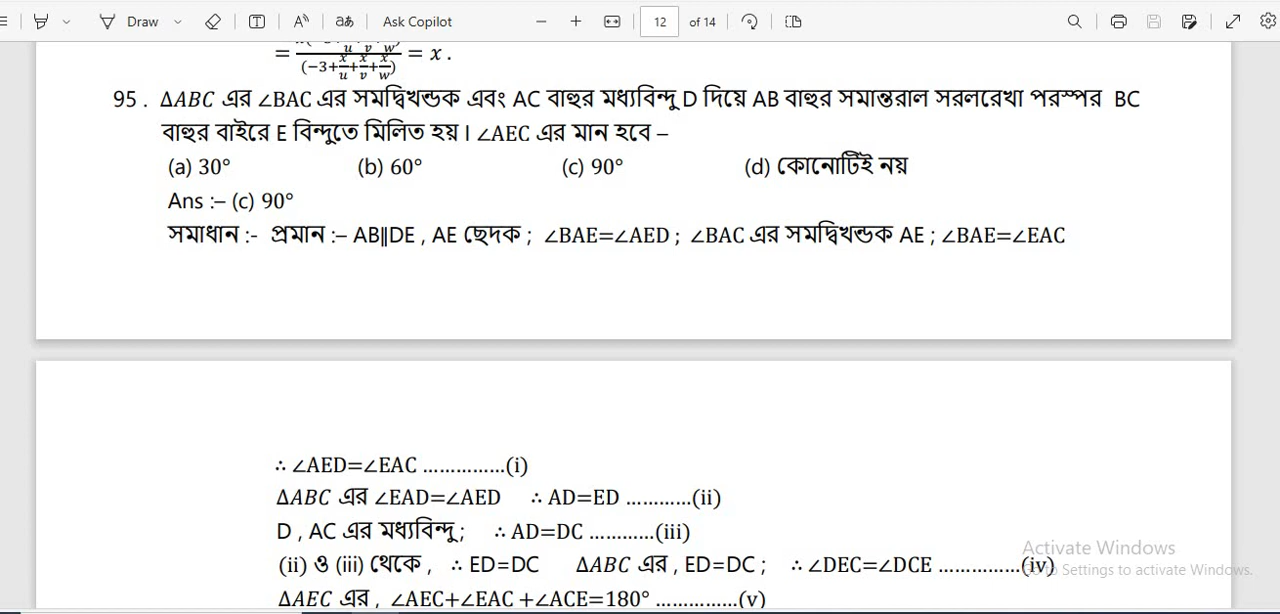 Draw
aあ
Ask Copilot
12 of 14
= (−3+x/u+x/v+x/w) = x .
95 . ΔABC এর ∠BAC এর সমদ্বিখন্ডক এবং AC বাহুর মধ্যবিন্দু D দিয়ে AB বাহুর সমান্তরাল সরলরেখা পরস্পর BC
বাহুর বাইরে E বিন্দুতে মিলিত হয় । ∠AEC এর মান হবে –
(a) 30° (b) 60° (c) 90° (d) কোনোটিই নয়
Ans :– (c) 90°
সমাধান :- প্রমান :– AB∥DE , AE ছেদক ; ∠BAE=∠AED ; ∠BAC এর সমদ্বিখন্ডক AE ; ∠BAE=∠EAC
∴ ∠AED=∠EAC ...............(i)
ΔABC এর ∠EAD=∠AED ∴ AD=ED ............(ii)
D , AC এর মধ্যবিন্দু ; ∴ AD=DC ............(iii)
(ii) ও (iii) থেকে , ∴ ED=DC ΔABC এর , ED=DC ; ∴ ∠DEC=∠DCE ...............(iv)
ΔAEC এর , ∠AEC+∠EAC +∠ACE=180° ...............(v)
Activate Windows
Go to Settings to activate Windows.